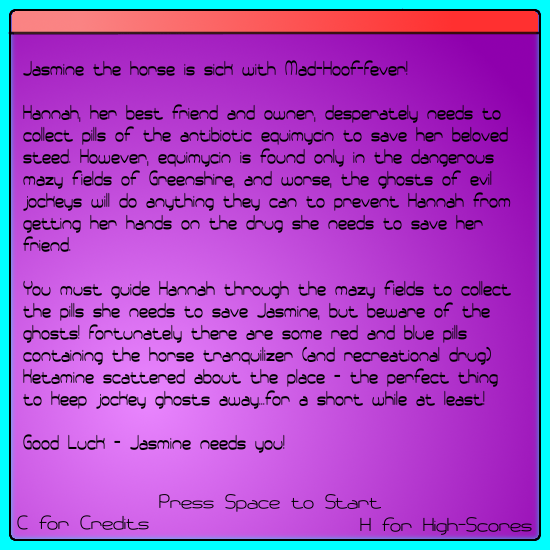 Jasmine the horse is sick with Mad-Hoof-fever!
Hannah, her best friend and owner, desperately needs to
collect pills of the antibiotic equimycin to save her beloved
steed. However, equimycin is found only in the dangerous
mazy fields of Greenshire, and worse, the ghosts of evil
jockeys will do anything they can to prevent Hannah from
getting her hands on the drug she needs to save her
friend.
You must guide Hannah through the mazy fields to collect
the pills she needs to save Jasmine, but beware of the
ghosts! Fortunately there are some red and blue pills
containing the horse tranquilizer (and recreational drug)
Ketamine scattered about the place - the perfect thing
to keep jockey ghosts away...for a short while at least!
Good Luck - Jasmine needs you!
Press Space to Start
C for Credits
H for High-Scores